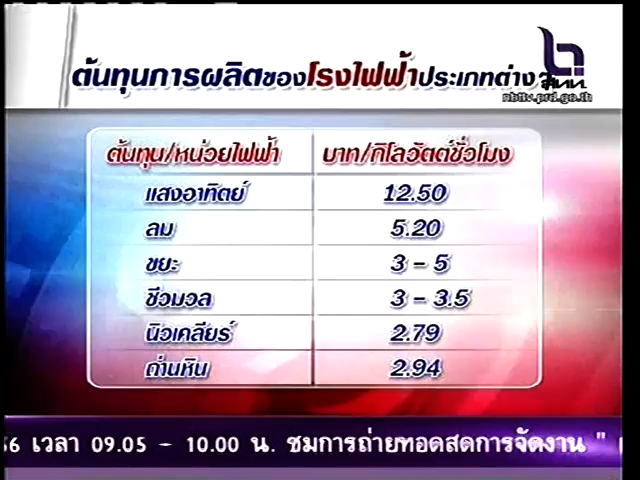 ต้นทุนการผลิตของโรงไฟฟ้าประเภทต่างๆ
สทท.
nbttv.prd.go.th
ต้นทุน/หน่วยไฟฟ้า บาท/กิโลวัตต์ชั่วโมง
แสงอาทิตย์ 12.50
ลม 5.20
ขยะ 3 – 5
ชีวมวล 3 – 3.5
นิวเคลียร์ 2.79
ถ่านหิน 2.94
56 เวลา 09.05 – 10.00 น. ชมการถ่ายทอดสดการจัดงาน "